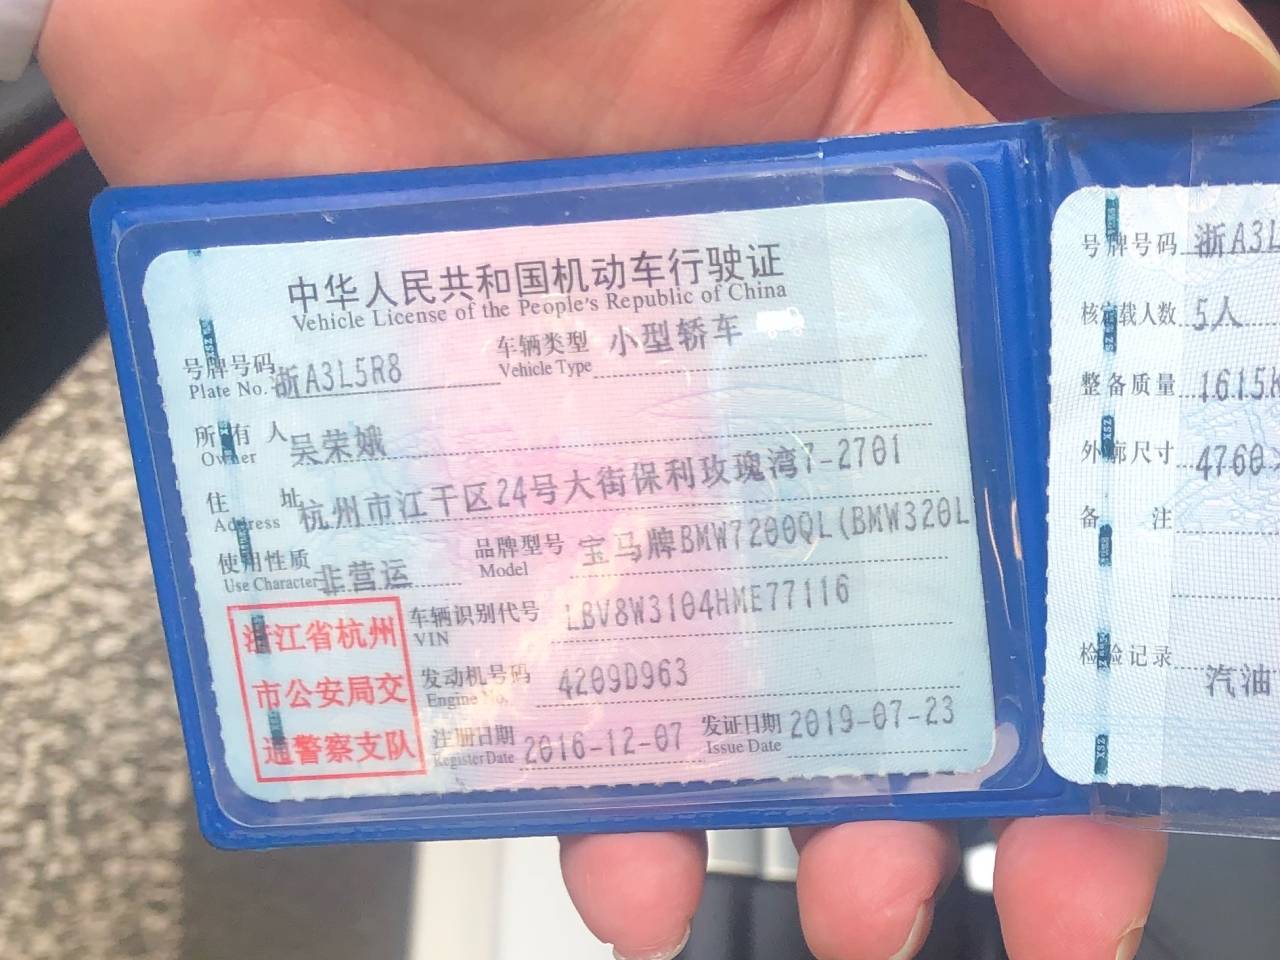 中华人民共和国机动车行驶证
Vehicle License of the People's Republic of China
号牌号码 浙A3L5R8 车辆类型 小型轿车
Plate No. Vehicle Type
所有人 吴荣娥
Owner
住址 杭州市江干区24号大街保利玫瑰湾7-2701
Address
使用性质 非营运 品牌型号 宝马牌BMW7200QL(BMW320L
Use Character Model
车辆识别代号 LBV8W3104HME77116
VIN
发动机号码 4209D963
Engine No.
注册日期 2016-12-07 发证日期 2019-07-23
Register Date Issue Date
浙江省杭州
市公安局交
通警察支队
号牌号码 浙A3L
核定载人数 5人
整备质量 1615K
外廓尺寸 4760
备注
检验记录
汽油